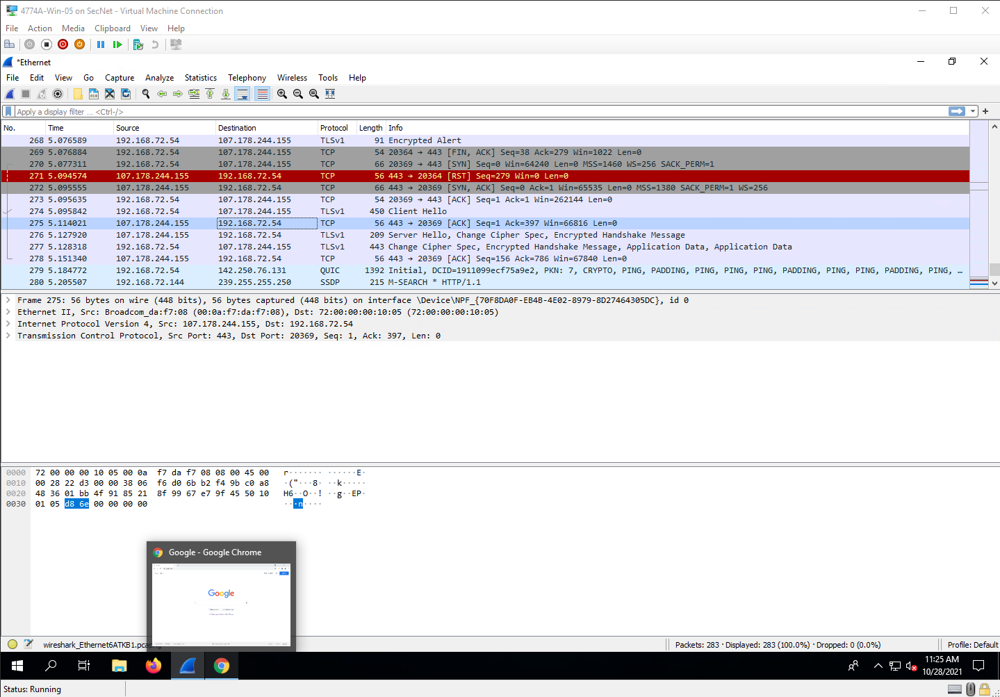 4774A-Win-05 on SecNet - Virtual Machine Connection
File Action Media Clipboard View Help
*Ethernet
File Edit View Go Capture Analyze Statistics Telephony Wireless Tools Help
Apply a display filter ... <Ctrl-/>
No. Time Source Destination Protocol Length Info
268 5.076589 192.168.72.54 107.178.244.155 TLSv1 91 Encrypted Alert
269 5.076884 192.168.72.54 107.178.244.155 TCP 54 20364 → 443 [FIN, ACK] Seq=38 Ack=279 Win=1022 Len=0
270 5.077311 192.168.72.54 107.178.244.155 TCP 66 20369 → 443 [SYN] Seq=0 Win=64240 Len=0 MSS=1460 WS=256 SACK_PERM=1
271 5.094574 107.178.244.155 192.168.72.54 TCP 56 443 → 20364 [RST] Seq=279 Win=0 Len=0
272 5.095555 107.178.244.155 192.168.72.54 TCP 66 443 → 20369 [SYN, ACK] Seq=0 Ack=1 Win=65535 Len=0 MSS=1380 SACK_PERM=1 WS=256
273 5.095635 192.168.72.54 107.178.244.155 TCP 54 20369 → 443 [ACK] Seq=1 Ack=1 Win=262144 Len=0
274 5.095842 192.168.72.54 107.178.244.155 TLSv1 450 Client Hello
275 5.114021 107.178.244.155 192.168.72.54 TCP 56 443 → 20369 [ACK] Seq=1 Ack=397 Win=66816 Len=0
276 5.127920 107.178.244.155 192.168.72.54 TLSv1 209 Server Hello, Change Cipher Spec, Encrypted Handshake Message
277 5.128318 192.168.72.54 107.178.244.155 TLSv1 443 Change Cipher Spec, Encrypted Handshake Message, Application Data, Application Data
278 5.151340 107.178.244.155 192.168.72.54 TCP 56 443 → 20369 [ACK] Seq=156 Ack=786 Win=67840 Len=0
279 5.184772 192.168.72.54 142.250.76.131 QUIC 1392 Initial, DCID=1911099ecf75a9e2, PKN: 7, CRYPTO, PING, PADDING, PING, PING, PING, PADDING, PING, PING, PADDING, PING, …
280 5.205507 192.168.72.144 239.255.255.250 SSDP 215 M-SEARCH * HTTP/1.1
Frame 275: 56 bytes on wire (448 bits), 56 bytes captured (448 bits) on interface \Device\NPF_{70F8DA0F-EB4B-4E02-8979-8D27464305DC}, id 0
Ethernet II, Src: Broadcom_da:f7:08 (00:0a:f7:da:f7:08), Dst: 72:00:00:00:10:05 (72:00:00:00:10:05)
Internet Protocol Version 4, Src: 107.178.244.155, Dst: 192.168.72.54
Transmission Control Protocol, Src Port: 443, Dst Port: 20369, Seq: 1, Ack: 397, Len: 0
0000 72 00 00 00 10 05 00 0a f7 da f7 08 08 00 45 00 r······· ······E·
0010 00 28 22 d3 00 00 38 06 f6 d0 6b b2 f4 9b c0 a8 ·("···8· ··k·····
0020 48 36 01 bb 4f 91 85 21 8f 99 67 e7 9f 45 50 10 H6··O··! ··g··EP·
0030 01 05 d8 6e 00 00 00 00 ···n····
Google - Google Chrome
Google
wireshark_Ethernet6ATKB1.pcapng
Packets: 283 · Displayed: 283 (100.0%) · Dropped: 0 (0.0%)
Profile: Default
11:25 AM
10/28/2021
Status: Running